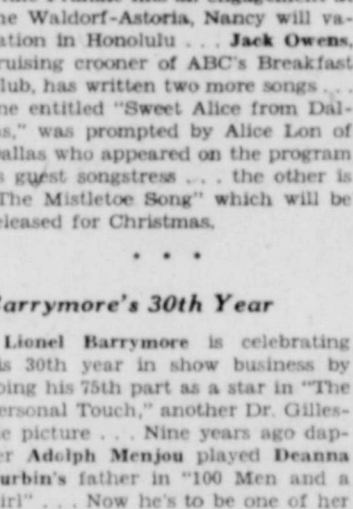 he Waldorf-Astoria, Nancy will va-
ation in Honolulu . . . Jack Owens,
ruising crooner of ABC's Breakfast
lub, has written two more songs . . .
ne entitled "Sweet Alice from Dal-
as," was prompted by Alice Lon of
allas who appeared on the program
s guest songstress . . . the other is
The Mistletoe Song" which will be
eleased for Christmas.
* * *
arrymore's 30th Year
Lionel Barrymore is celebrating
is 30th year in show business by
oing his 75th part as a star in "The
ersonal Touch," another Dr. Gilles-
ie picture . . . Nine years ago dap-
er Adolph Menjou played Deanna
urbin's father in "100 Men and a
irl" . . . Now he's to be one of her